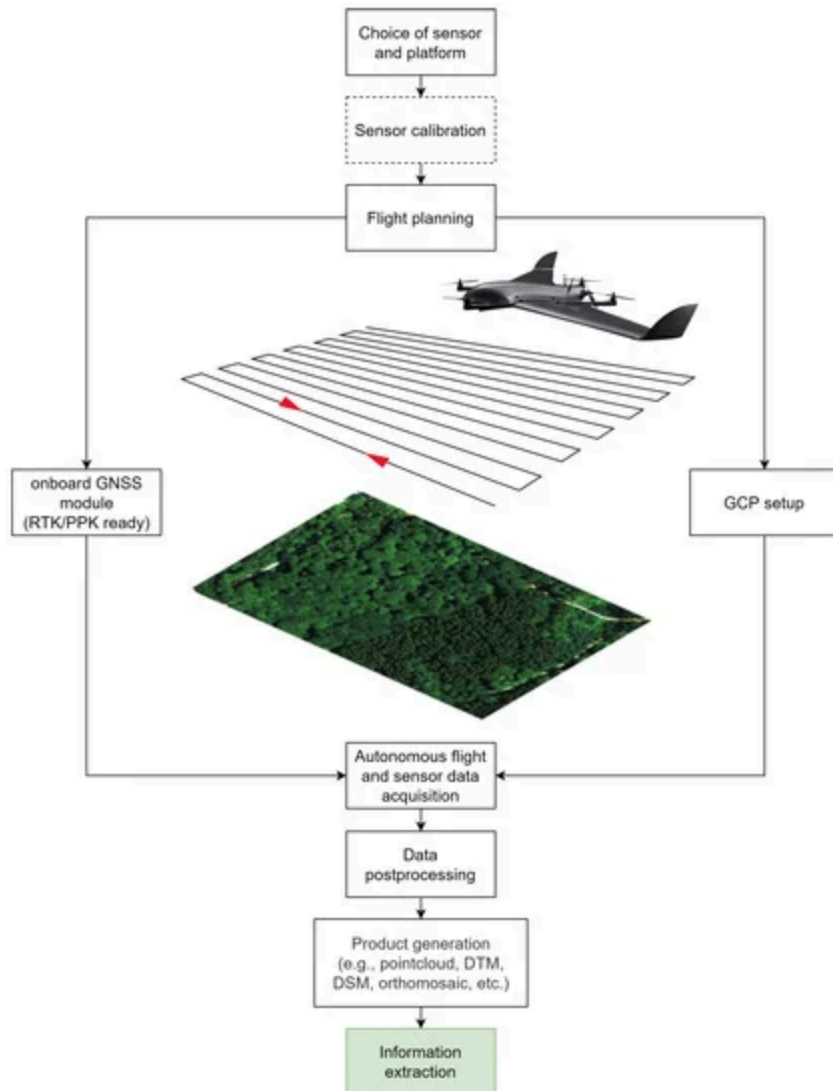 Choice of sensor
and platform
Sensor calibration
Flight planning
onboard GNSS
module
(RTK/PPK ready)
GCP setup
Autonomous flight
and sensor data
acquisition
Data
postprocessing
Product generation
(e.g., pointcloud, DTM,
DSM, orthomosaic, etc.)
Information
extraction